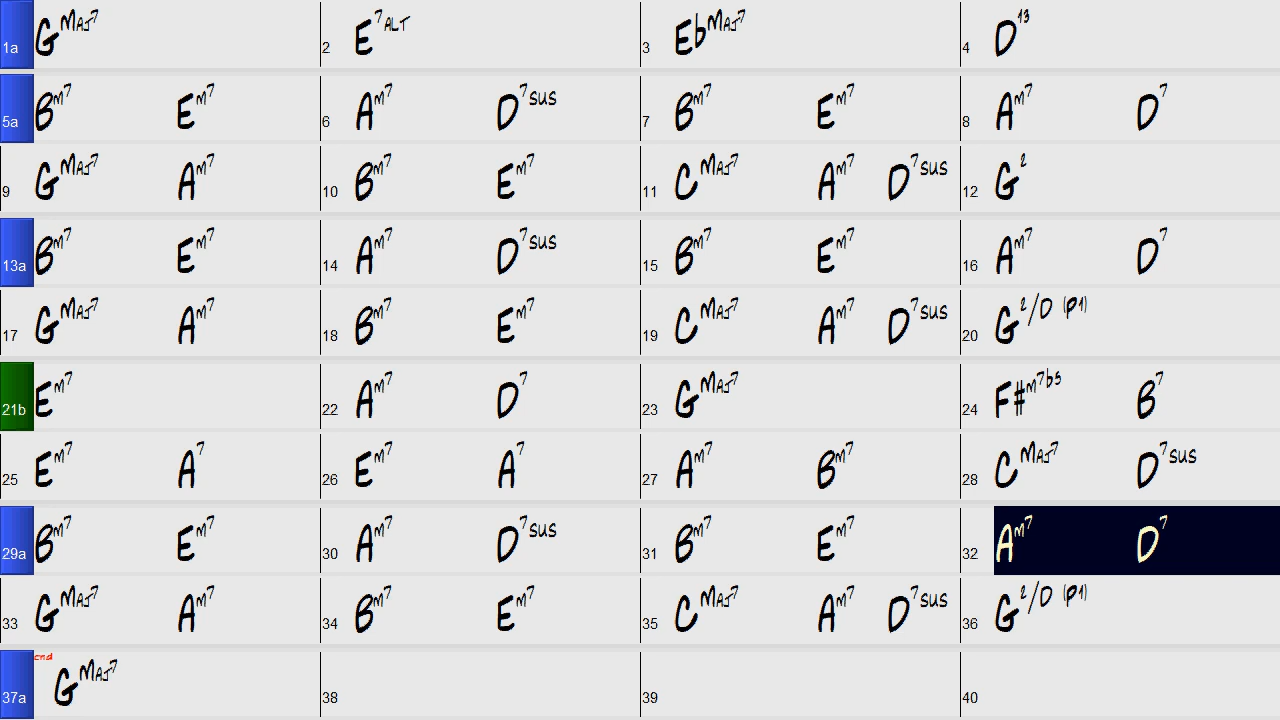 1a GMaj7 2 E7alt 3 EbMaj7 4 D13
5a Bm7 Em7 6 Am7 D7sus 7 Bm7 Em7 8 Am7 D7
9 GMaj7 Am7 10 Bm7 Em7 11 CMaj7 Am7 D7sus 12 G2
13a Bm7 Em7 14 Am7 D7sus 15 Bm7 Em7 16 Am7 D7
17 GMaj7 Am7 18 Bm7 Em7 19 CMaj7 Am7 D7sus 20 G2/D (P1)
21b Em7 22 Am7 D7 23 GMaj7 24 F#m7b5 B7
25 Em7 A7 26 Em7 A7 27 Am7 Bm7 28 CMaj7 D7sus
29a Bm7 Em7 30 Am7 D7sus 31 Bm7 Em7 32 Am7 D7
33 GMaj7 Am7 34 Bm7 Em7 35 CMaj7 Am7 D7sus 36 G2/D (P1)
37a end GMaj7 38 39 40